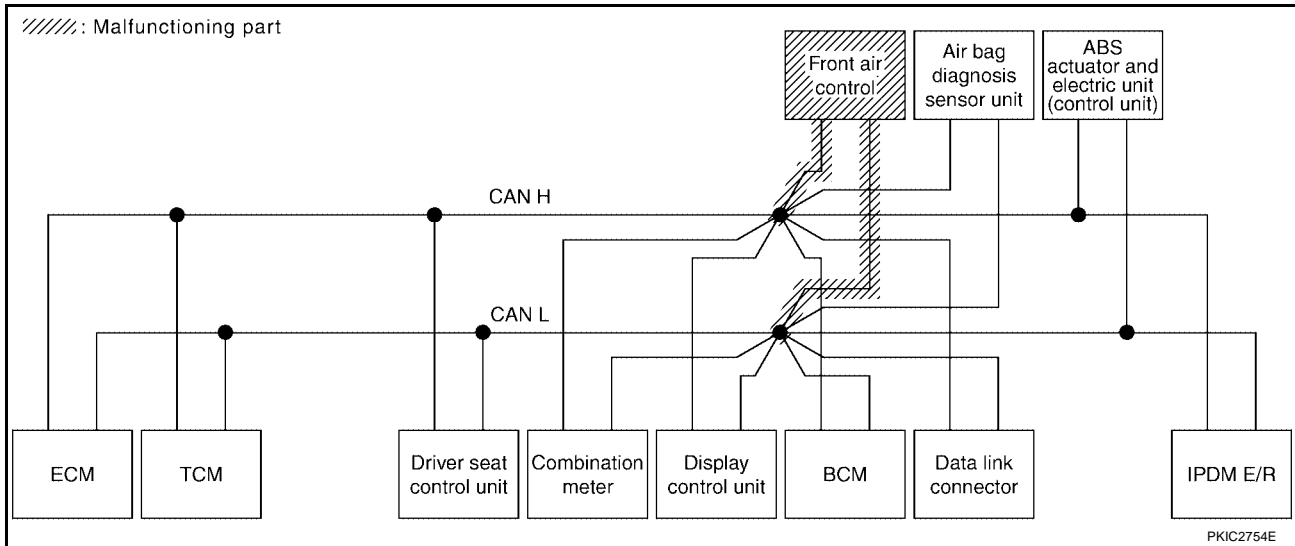 : Malfunctioning part
Front air
control
Air bag
diagnosis
sensor unit
ABS
actuator and
electric unit
(control unit)
CAN H
CAN L
ECM
TCM
Driver seat
control unit
Combination
meter
Display
control unit
BCM
Data link
connector
IPDM E/R
PKIC2754E